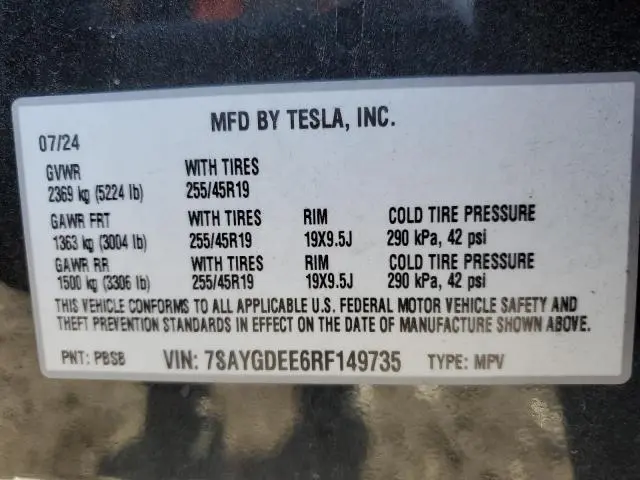 MFD BY TESLA, INC.
07/24
GVWR WITH TIRES
2369 kg (5224 lb) 255/45R19
GAWR FRT WITH TIRES RIM COLD TIRE PRESSURE
1363 kg (3004 lb) 255/45R19 19X9.5J 290 kPa, 42 psi
GAWR RR WITH TIRES RIM COLD TIRE PRESSURE
1500 kg (3306 lb) 255/45R19 19X9.5J 290 kPa, 42 psi
THIS VEHICLE CONFORMS TO ALL APPLICABLE U.S. FEDERAL MOTOR VEHICLE SAFETY AND
THEFT PREVENTION STANDARDS IN EFFECT ON THE DATE OF MANUFACTURE SHOWN ABOVE.
PNT: PBSB VIN: 7SAYGDEE6RF149735 TYPE: MPV